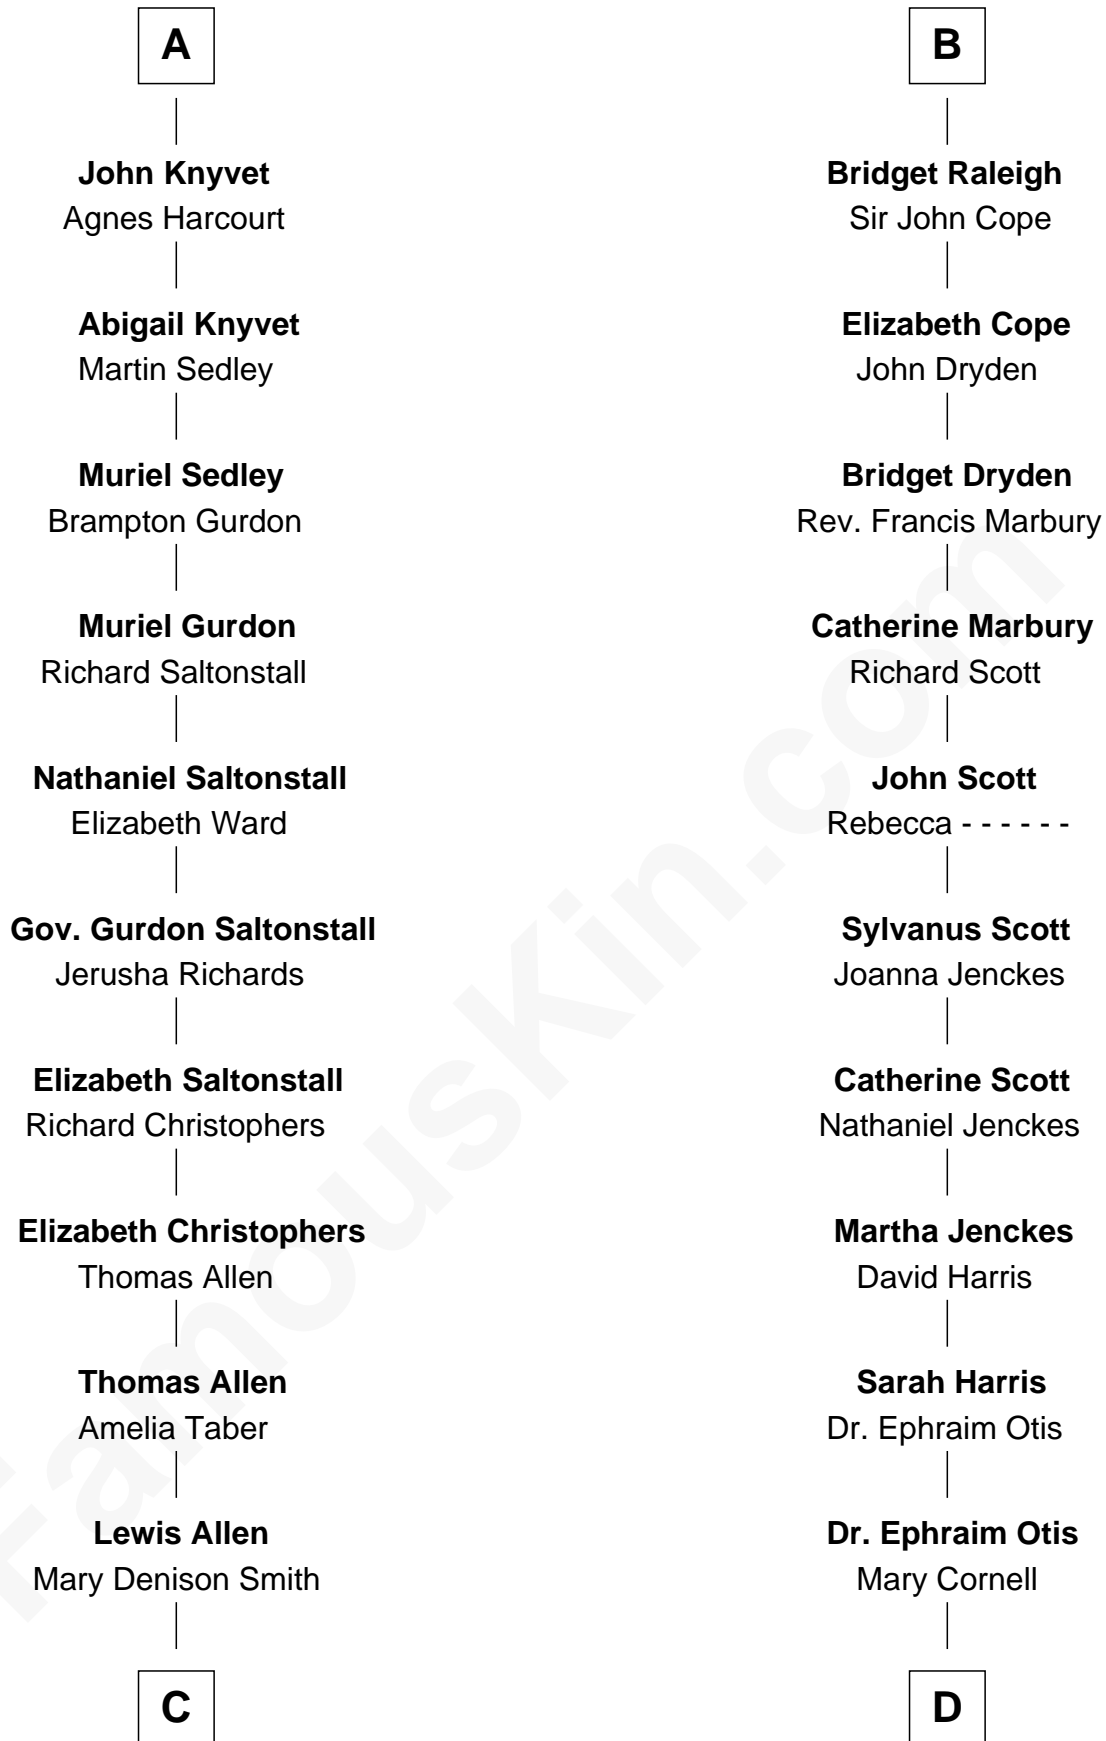 A
John Knyvet
Agnes Harcourt
Abigail Knyvet
Martin Sedley
Muriel Sedley
Brampton Gurdon
Muriel Gurdon
Richard Saltonstall
Nathaniel Saltonstall
Elizabeth Ward
Gov. Gurdon Saltonstall
Jerusha Richards
Elizabeth Saltonstall
Richard Christophers
Elizabeth Christophers
Thomas Allen
Thomas Allen
Amelia Taber
Lewis Allen
Mary Denison Smith
C
B
Bridget Raleigh
Sir John Cope
Elizabeth Cope
John Dryden
Bridget Dryden
Rev. Francis Marbury
Catherine Marbury
Richard Scott
John Scott
Rebecca - - - - - -
Sylvanus Scott
Joanna Jenckes
Catherine Scott
Nathaniel Jenckes
Martha Jenckes
David Harris
Sarah Harris
Dr. Ephraim Otis
Dr. Ephraim Otis
Mary Cornell
D
FamousKin.com